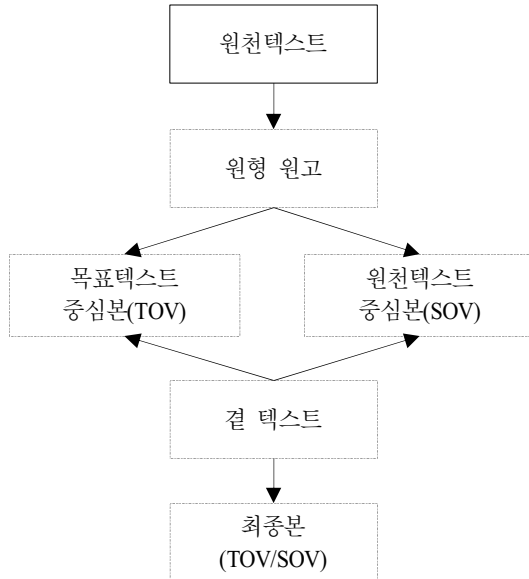 원천텍스트
원형 원고
목표텍스트
중심본(TOV)
원천텍스트
중심본(SOV)
곁 텍스트
최종본
(TOV/SOV)